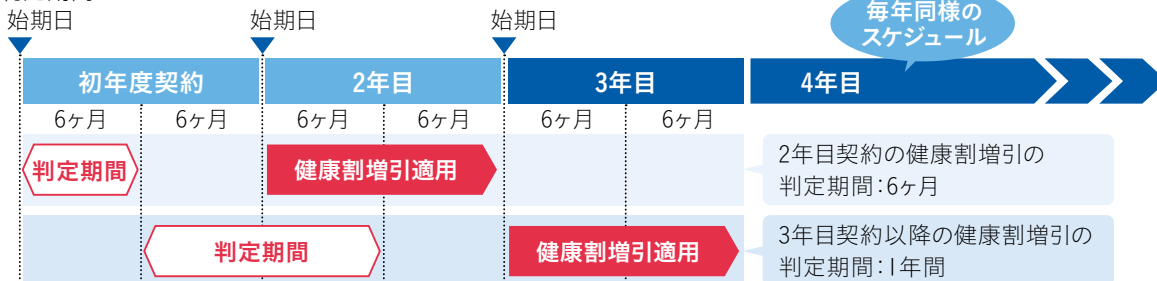 始期日 始期日 始期日
毎年同様の
スケジュール
初年度契約 2年目 3年目 4年目
6ヶ月 6ヶ月 6ヶ月 6ヶ月 6ヶ月 6ヶ月
判定期間 健康割増引適用
2年目契約の健康割増引の
判定期間:6ヶ月
判定期間 健康割増引適用
3年目契約以降の健康割増引の
判定期間:1年間